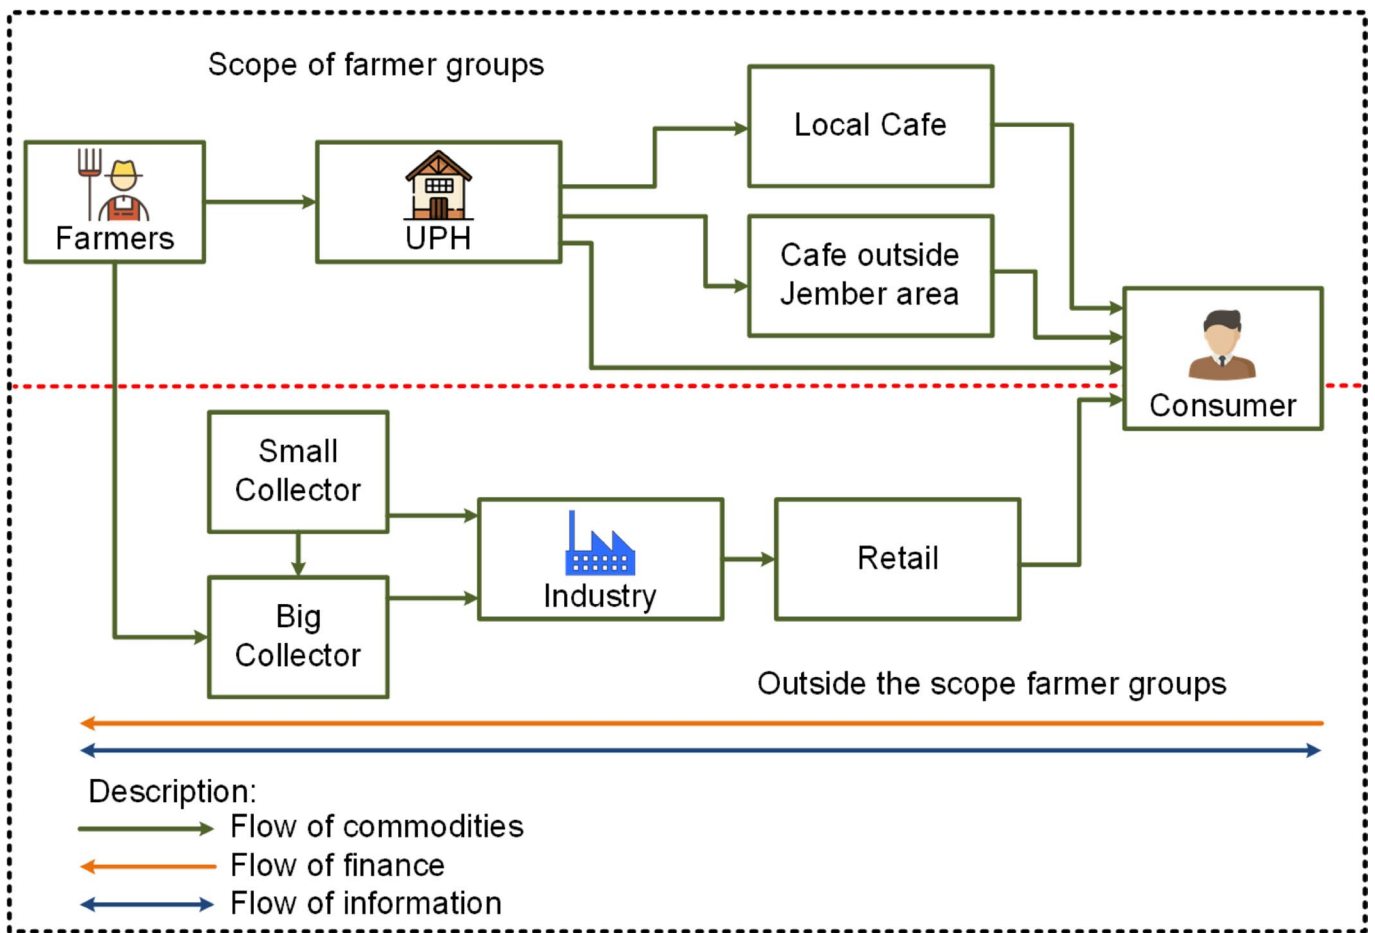 Scope of farmer groups
Local Cafe
Farmers
UPH
Cafe outside
Jember area
Consumer
Small
Collector
Industry
Retail
Big
Collector
Outside the scope farmer groups
Description:
Flow of commodities
Flow of finance
Flow of information